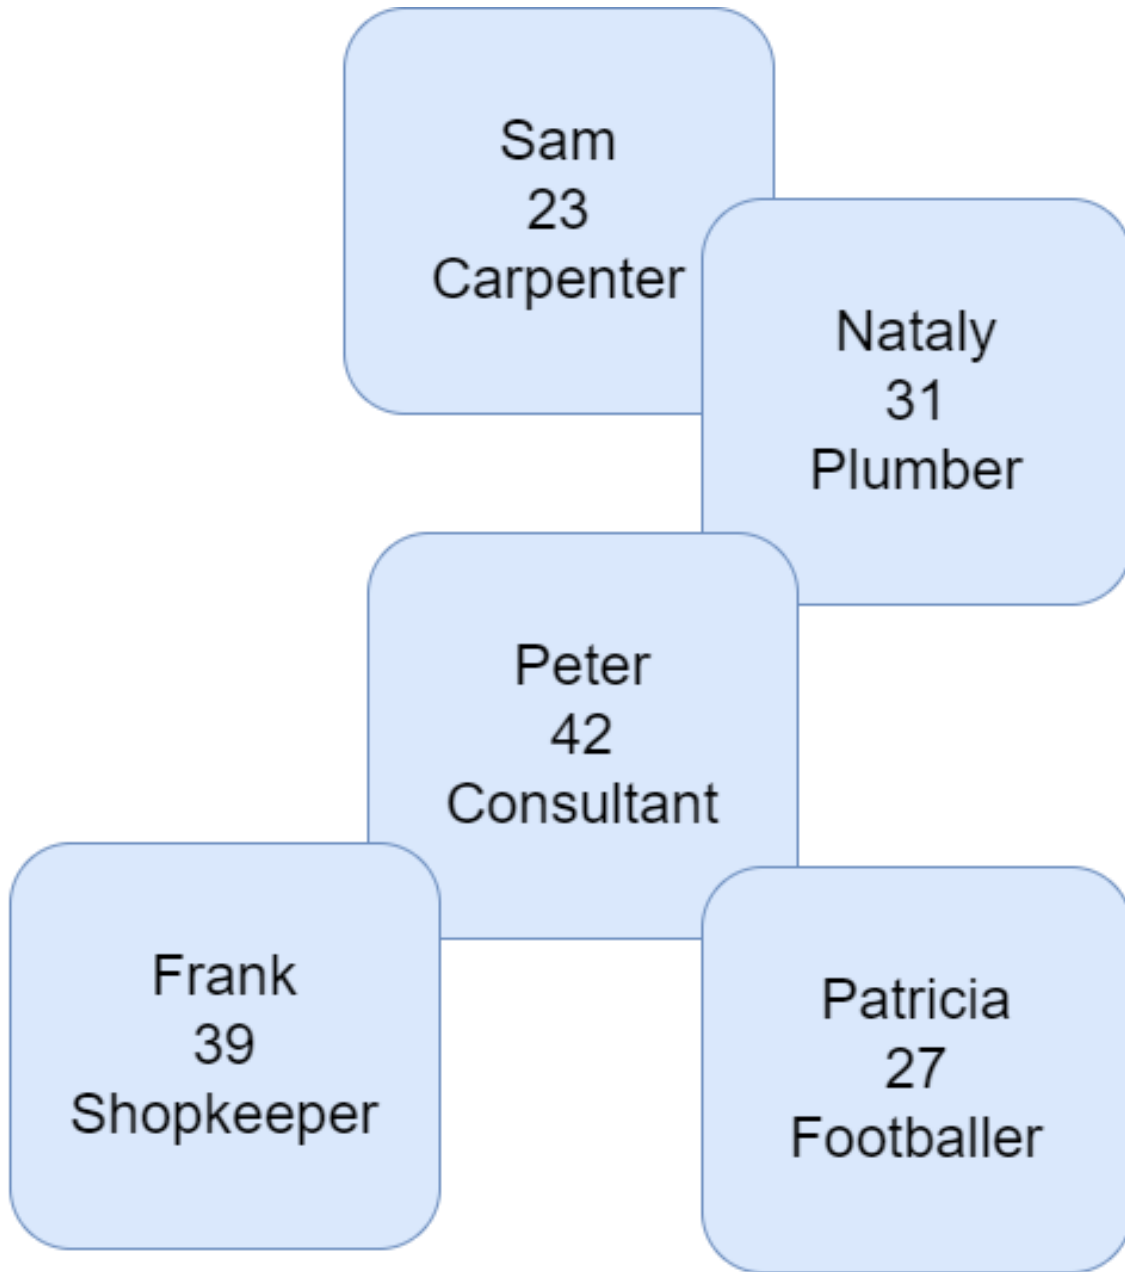 Sam
23
Carpenter
Nataly
31
Plumber
Peter
42
Consultant
Frank
39
Shopkeeper
Patricia
27
Footballer